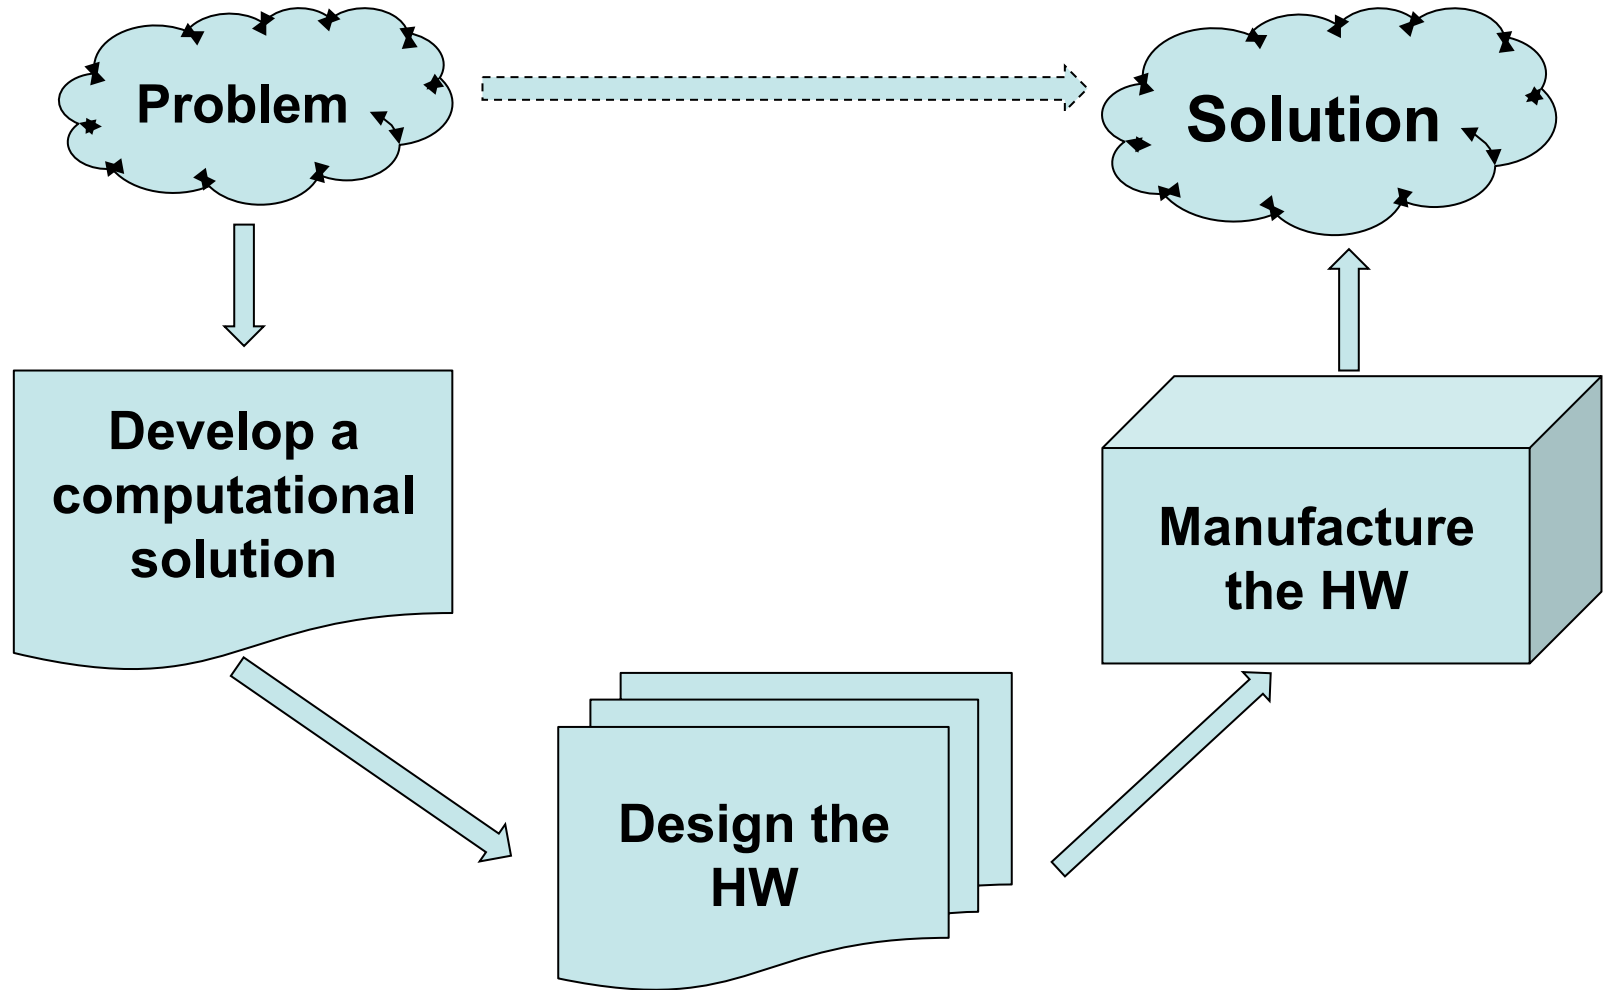 Problem
Solution
Develop a
computational
solution
Manufacture
the HW
Design the
HW